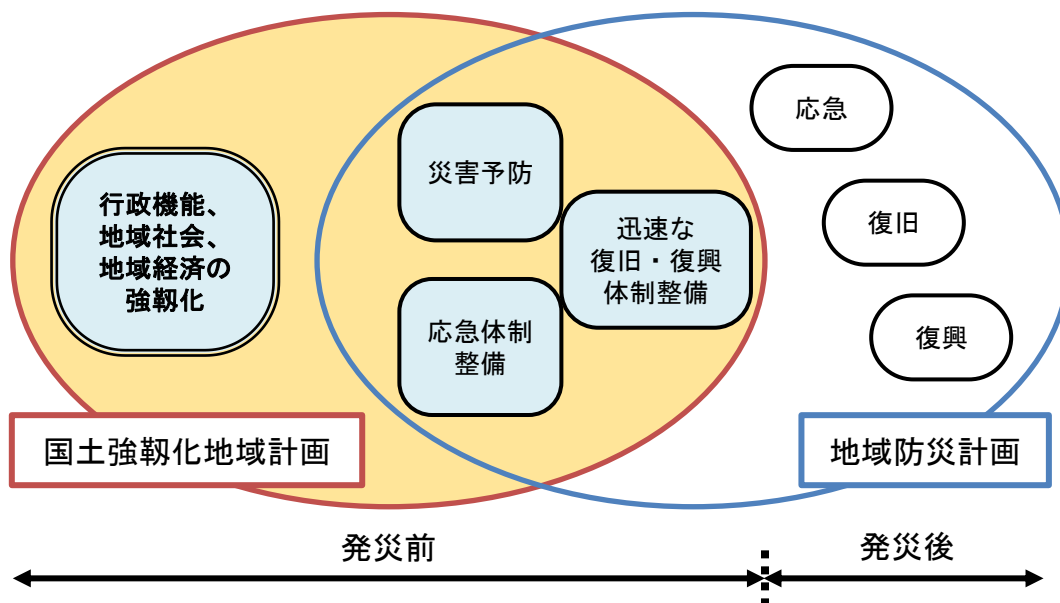 行政機能、
地域社会、
地域経済の
強靱化
災害予防
応急体制
整備
迅速な
復旧・復興
体制整備
応急
復旧
復興
国土強靱化地域計画
地域防災計画
発災前
発災後